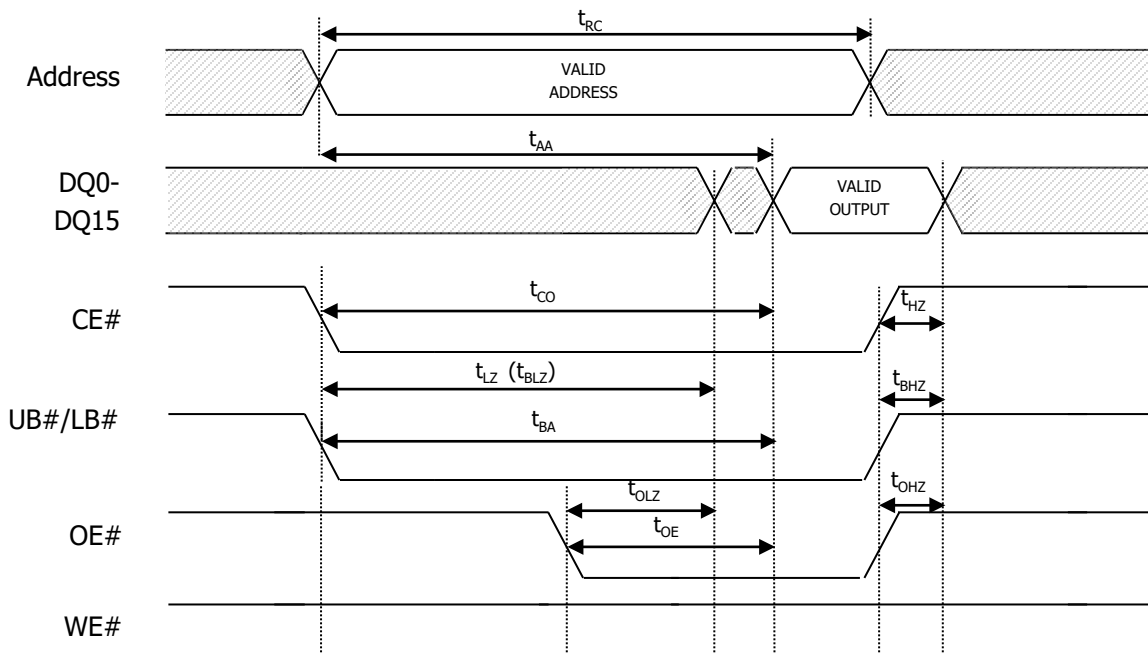 tRC
Address
VALID
ADDRESS
tAA
DQ0-
DQ15
VALID
OUTPUT
tCO
CE#
tHZ
tLZ (tBLZ)
tBHZ
UB#/LB#
tBA
tOLZ
tOHZ
OE#
tOE
WE#